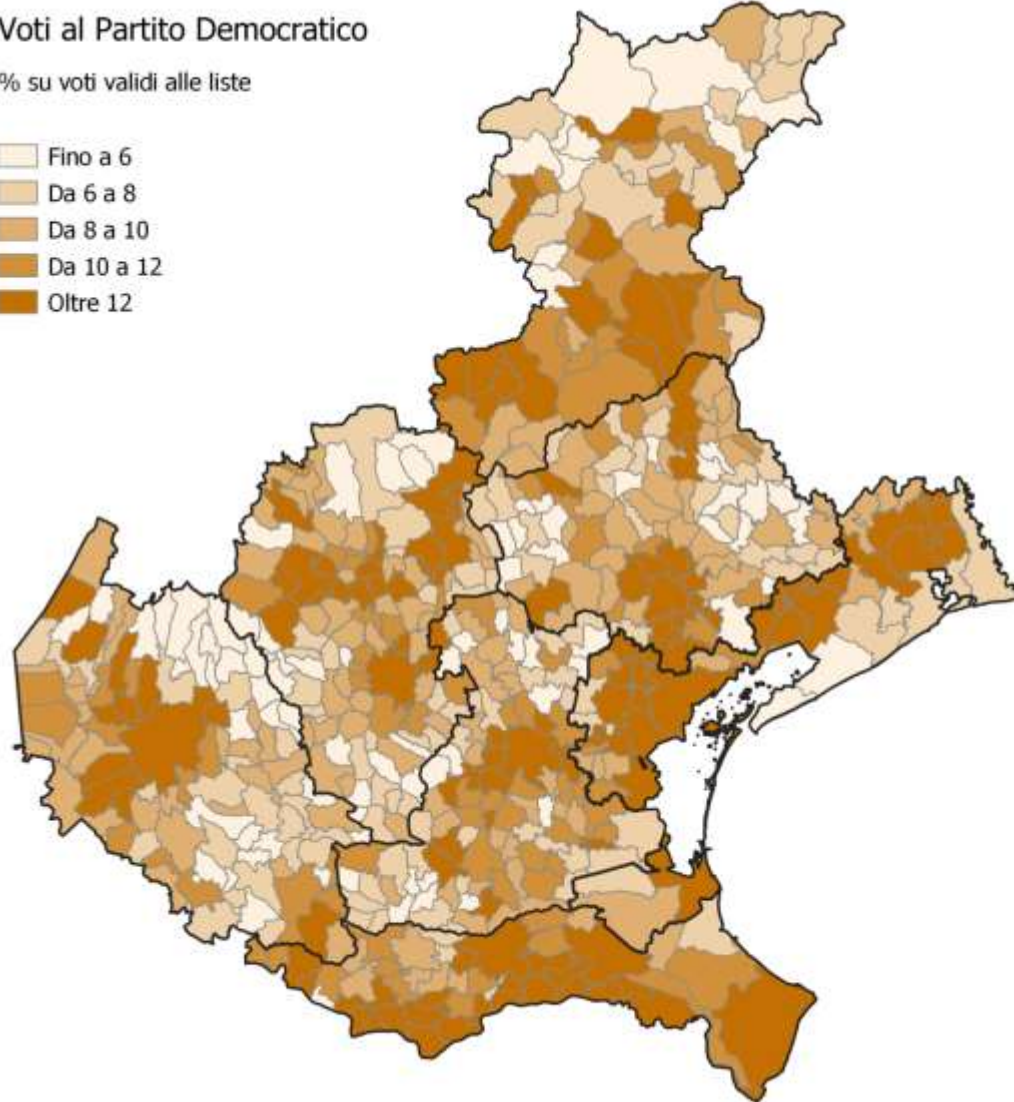 Voti al Partito Democratico
% su voti validi alle liste
Fino a 6
Da 6 a 8
Da 8 a 10
Da 10 a 12
Oltre 12